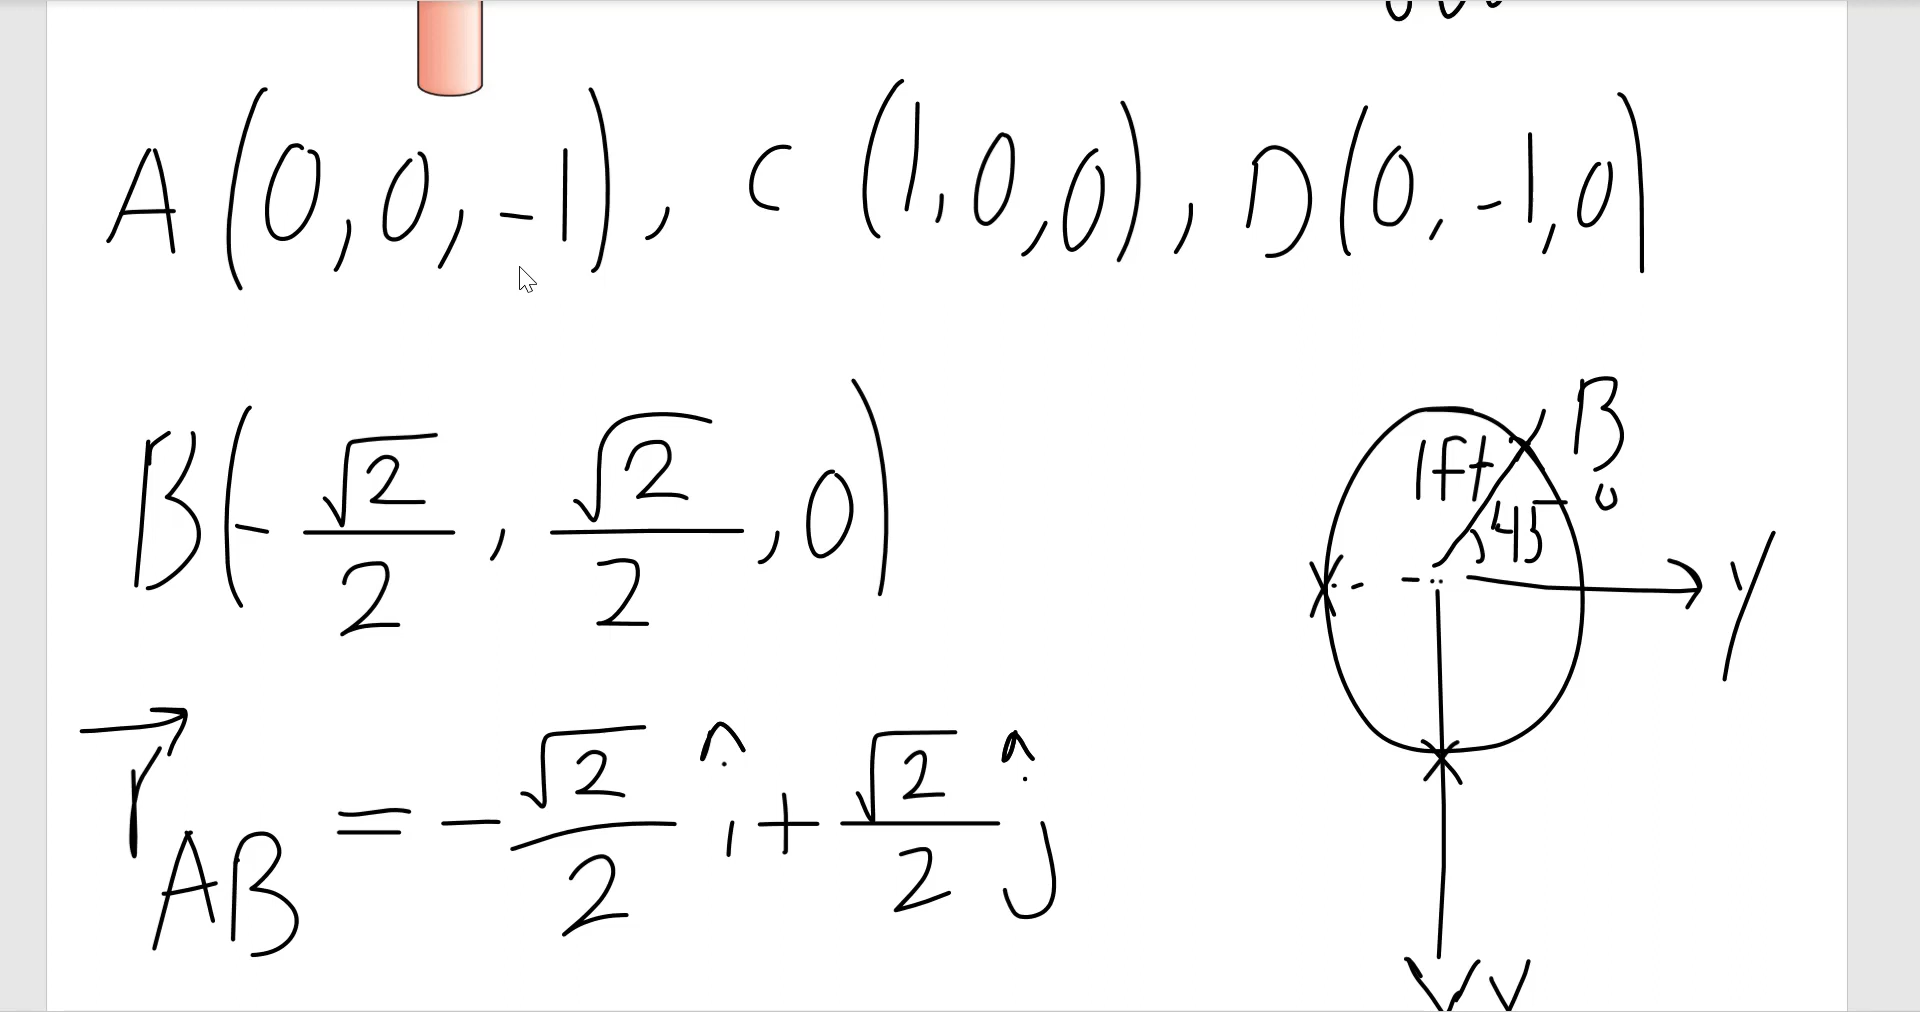 A(0,0,-1), C(1,0,0), D(0,-1,0)
B(-√2/2, √2/2, 0)
B
1ft
45°
Y
r⃗_AB = -√2/2 î + √2/2 ĵ